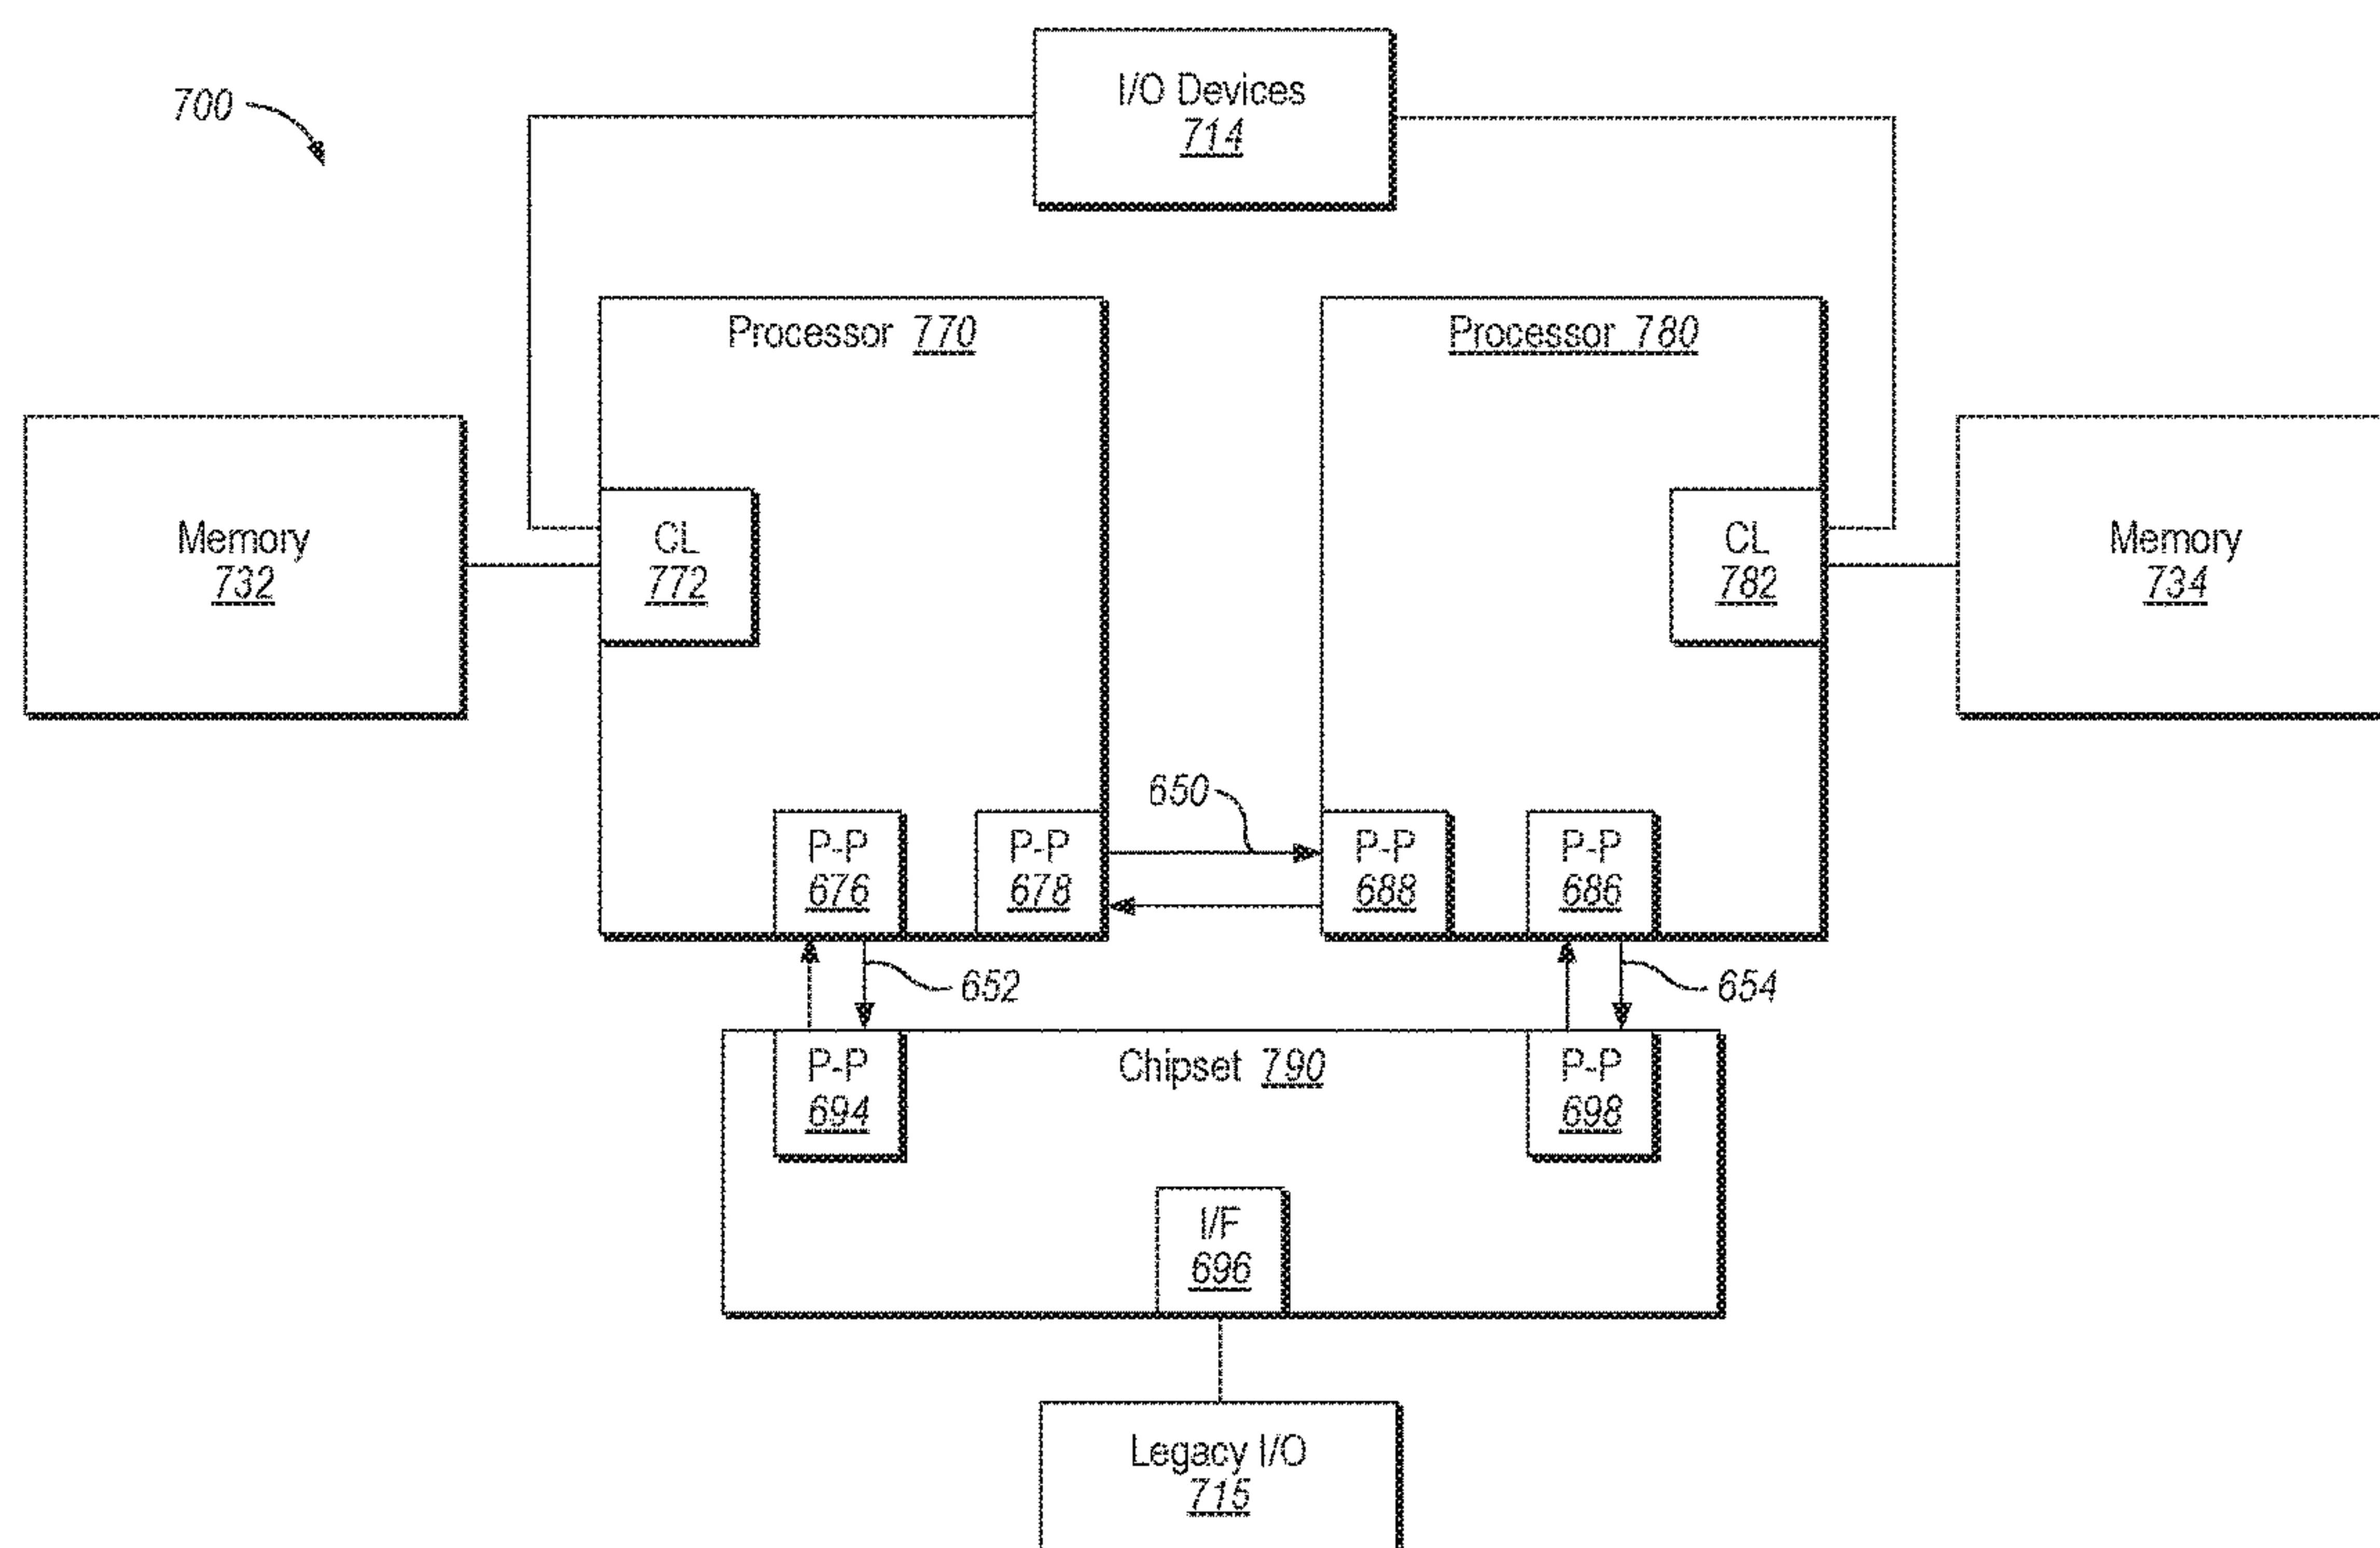 I/O Devices
714
700
Processor 770
Processor 780
Memory
732
CL
772
CL
782
Memory
734
650
P-P
676
P-P
678
P-P
688
P-P
686
652
654
P-P
694
Chipset 790
P-P
698
I/F
696
Legacy I/O
715